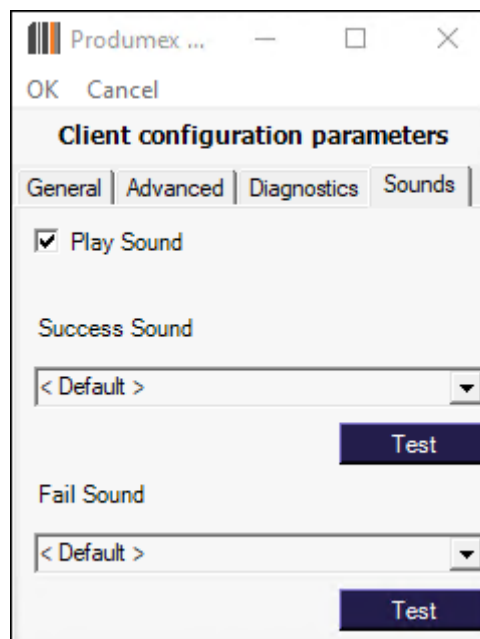 Produmex ...
OK Cancel
Client configuration parameters
General Advanced Diagnostics Sounds
Play Sound
Success Sound
< Default >
Test
Fail Sound
< Default >
Test